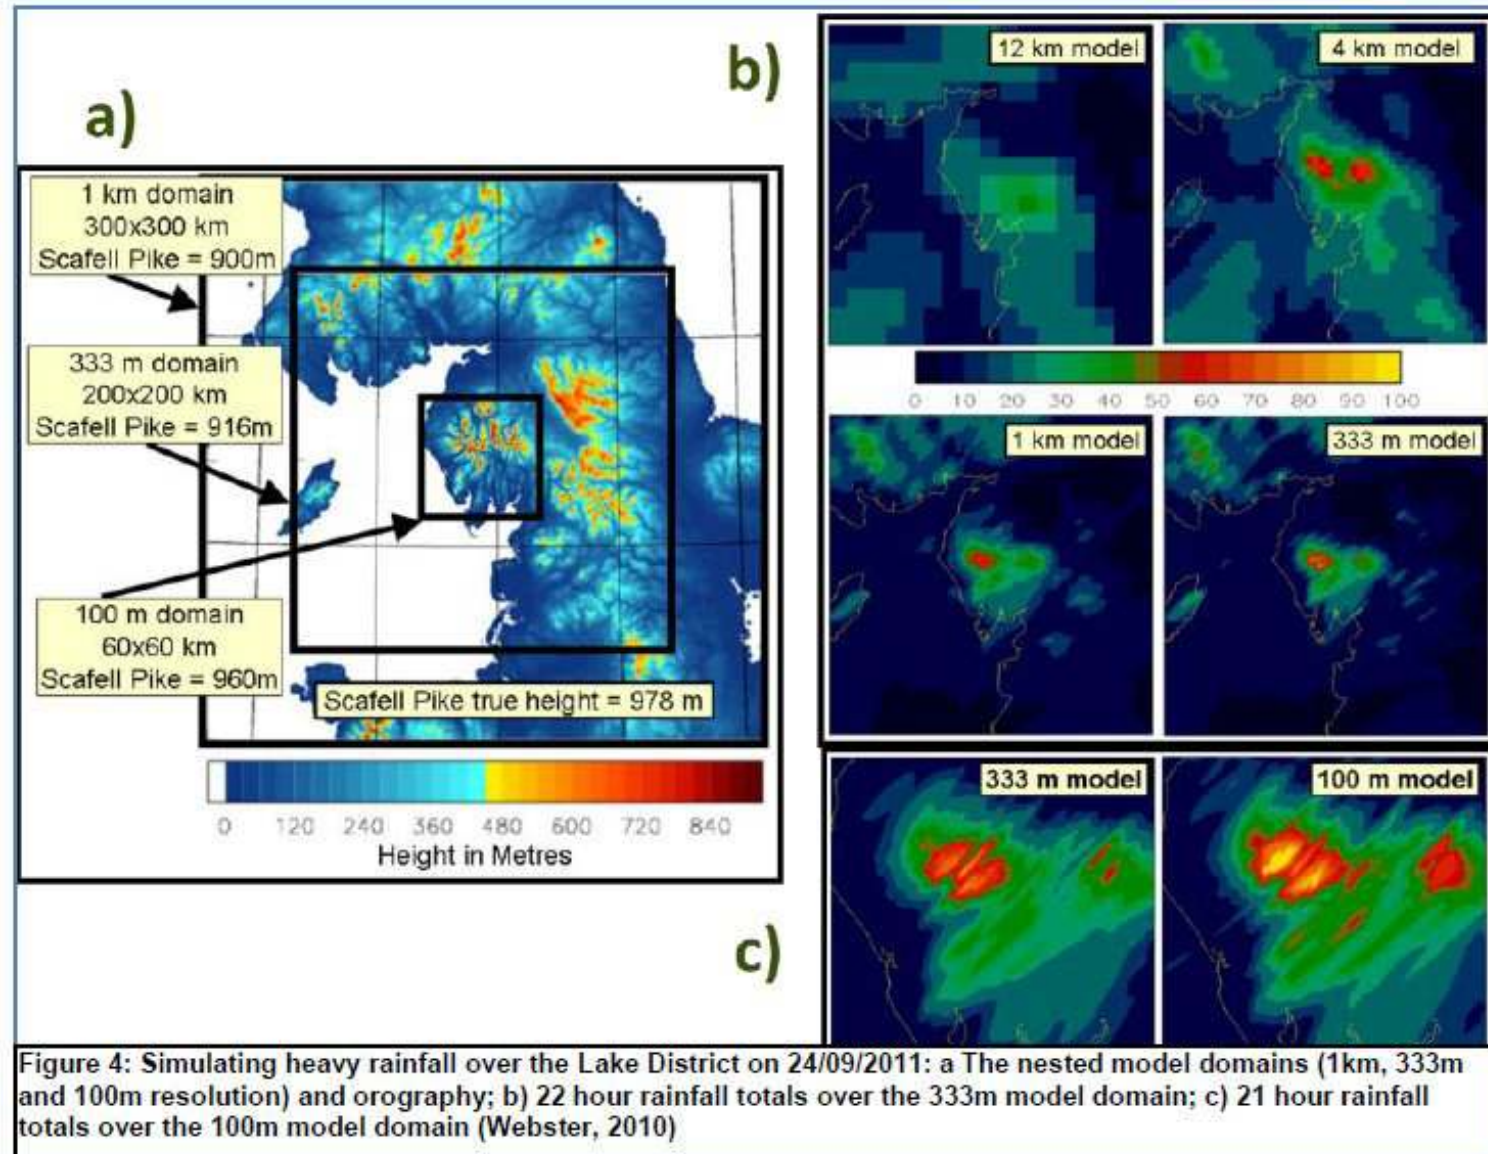 a)
1 km domain
300x300 km
Scafell Pike = 900m
333 m domain
200x200 km
Scafell Pike = 916m
100 m domain
60x60 km
Scafell Pike = 960m
Scafell Pike true height = 978 m
0 120 240 360 480 600 720 840
Height in Metres
b)
12 km model
4 km model
0 10 20 30 40 50 60 70 80 90 100
1 km model
333 m model
c)
333 m model
100 m model
Figure 4: Simulating heavy rainfall over the Lake District on 24/09/2011: a The nested model domains (1km, 333m
and 100m resolution) and orography; b) 22 hour rainfall totals over the 333m model domain; c) 21 hour rainfall
totals over the 100m model domain (Webster, 2010)